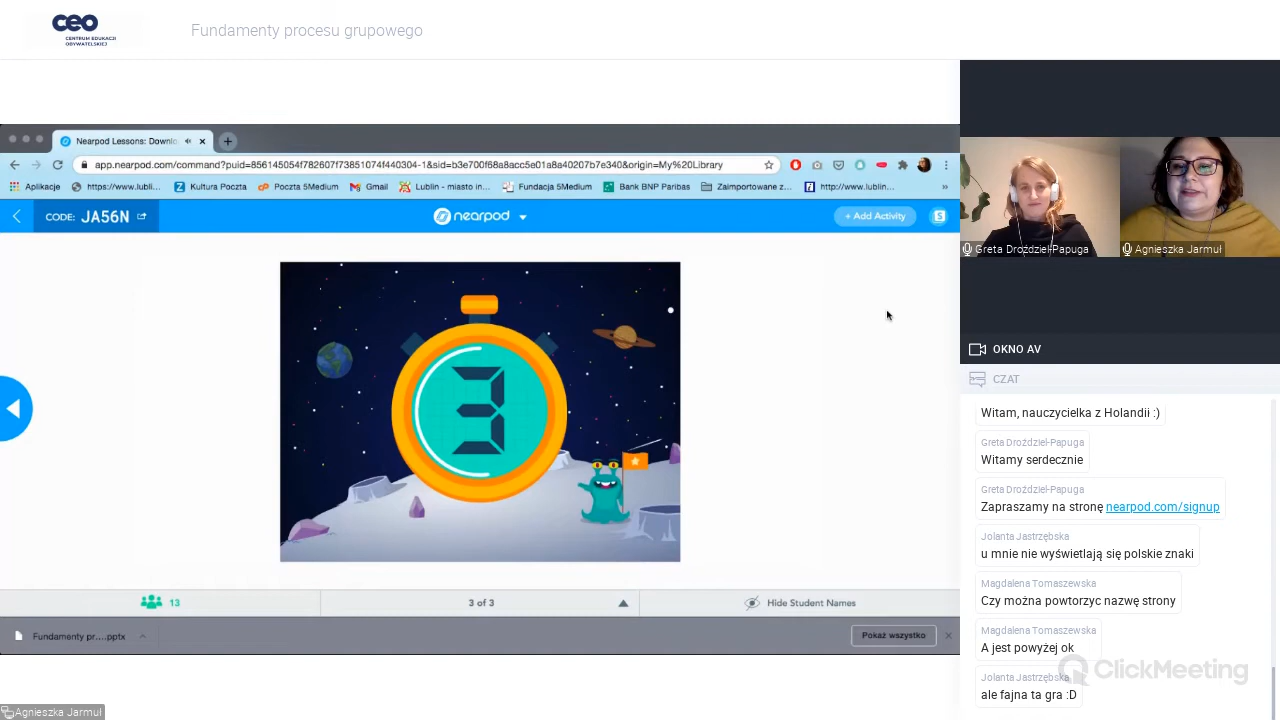 ceo
CENTRUM EDUKACJI
OBYWATELSKIEJ
Fundamenty procesu grupowego
Nearpod Lessons: Downlo
app.nearpod.com/command?puid=856145054f782607f73851074f440304-1&sid=b3e700f68a8acc5e01a8a40207b7e340&origin=My%20Library
Aplikacje
https://www.lubli...
Kultura Poczta
Poczta 5Medium
Gmail
Lublin - miasto in...
Fundacja 5Medium
Bank BNP Paribas
Zaimportowane z...
http://www.lublin...
»
CODE: JA56N
nearpod
+ Add Activity
S
3
13
3 of 3
Hide Student Names
Fundamenty pr....pptx
Pokaż wszystko
Agnieszka Jarmuł
Greta Droździel-Papuga
Agnieszka Jarmuł
OKNO AV
CZAT
Witam, nauczycielka z Holandii :)
Greta Droździel-Papuga
Witamy serdecznie
Greta Droździel-Papuga
Zapraszamy na stronę nearpod.com/signup
Jolanta Jastrzębska
u mnie nie wyświetlają się polskie znaki
Magdalena Tomaszewska
Czy można powtorzyc nazwę strony
Magdalena Tomaszewska
A jest powyżej ok
ClickMeeting
Jolanta Jastrzębska
ale fajna ta gra :D